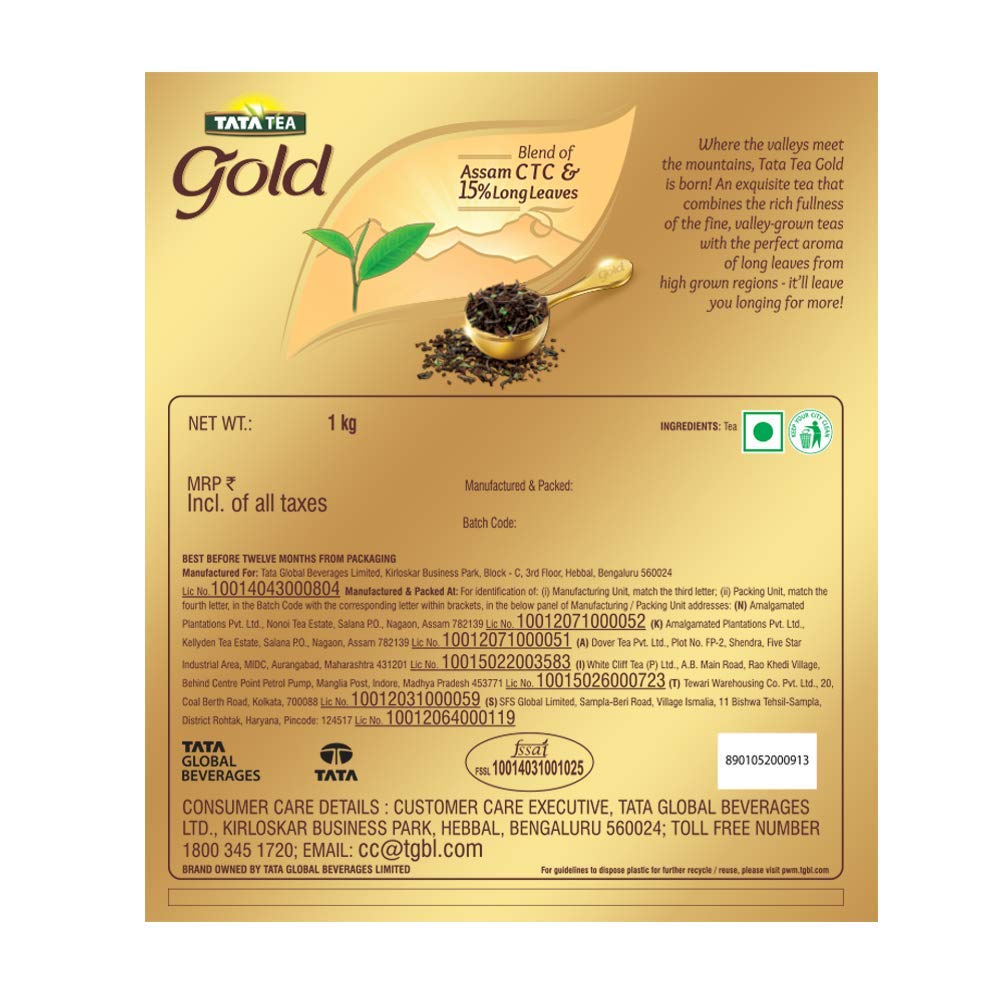 TATA TEA
gold
Blend of
Assam CTC &
15% Long Leaves
gold
Where the valleys meet
the mountains, Tata Tea Gold
is born! An exquisite tea that
combines the rich fullness
of the fine, valley-grown teas
with the perfect aroma
of long leaves from
high grown regions - it'll leave
you longing for more!
NET WT.: 1 kg
INGREDIENTS: Tea
KEEP YOUR CITY CLEAN
MRP ₹
Incl. of all taxes
Manufactured & Packed:
Batch Code:
BEST BEFORE TWELVE MONTHS FROM PACKAGING
Manufactured For: Tata Global Beverages Limited, Kirloskar Business Park, Block - C, 3rd Floor, Hebbal, Bengaluru 560024
Lic No. 10014043000804 Manufactured & Packed At: For identification of: (i) Manufacturing Unit, match the third letter; (ii) Packing Unit, match the
fourth letter, in the Batch Code with the corresponding letter within brackets, in the below panel of Manufacturing / Packing Unit addresses: (N) Amalgamated
Plantations Pvt. Ltd., Nonoi Tea Estate, Salana P.O., Nagaon, Assam 782139 Lic No. 10012071000052 (K) Amalgamated Plantations Pvt. Ltd.,
Kellyden Tea Estate, Salana P.O., Nagaon, Assam 782139 Lic No. 10012071000051 (A) Dover Tea Pvt. Ltd., Plot No. FP-2, Shendra, Five Star
Industrial Area, MIDC, Aurangabad, Maharashtra 431201 Lic No. 10015022003583 (I) White Cliff Tea (P) Ltd., A.B. Main Road, Rao Khedi Village,
Behind Centre Point Petrol Pump, Manglia Post, Indore, Madhya Pradesh 453771 Lic No. 10015026000723 (T) Tewari Warehousing Co. Pvt. Ltd., 20,
Coal Berth Road, Kolkata, 700088 Lic No. 10012031000059 (S) SFS Global Limited, Sampla-Beri Road, Village Ismalia, 11 Bishwa Tehsil-Sampla,
District Rohtak, Haryana, Pincode: 124517 Lic No. 10012064000119
TATA
GLOBAL
BEVERAGES
TATA
fssai
FSSL 10014031001025
8901052000913
CONSUMER CARE DETAILS : CUSTOMER CARE EXECUTIVE, TATA GLOBAL BEVERAGES
LTD., KIRLOSKAR BUSINESS PARK, HEBBAL, BENGALURU 560024; TOLL FREE NUMBER
1800 345 1720; EMAIL: cc@tgbl.com
BRAND OWNED BY TATA GLOBAL BEVERAGES LIMITED
For guidelines to dispose plastic for further recycle / reuse, please visit pwm.tgbl.com